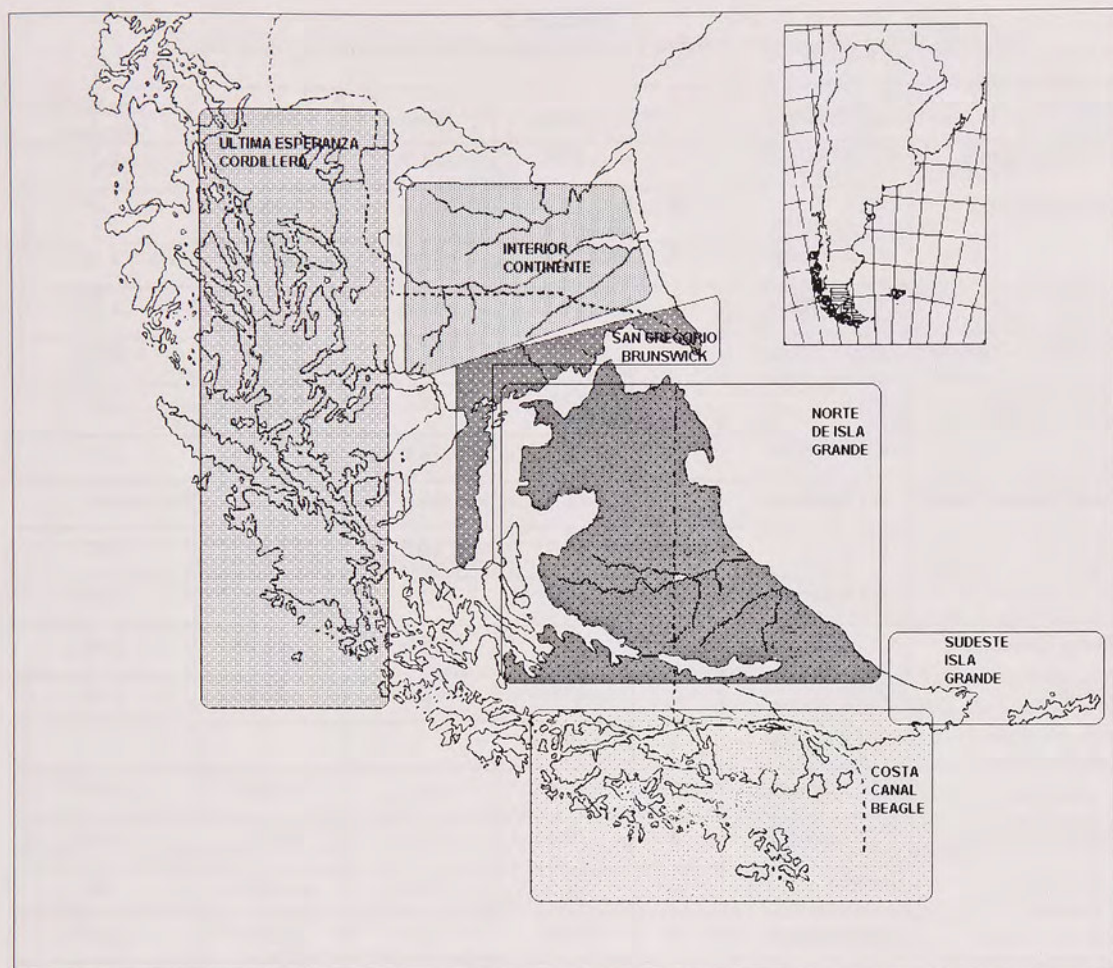 ULTIMA ESPERANZA
CORDILLERA
INTERIOR
CONTINENTE
SAN GREGORIO
BRUNSWICK
NORTE
DE ISLA
GRANDE
SUDESTE
ISLA
GRANDE
COSTA
CANAL
BEAGLE